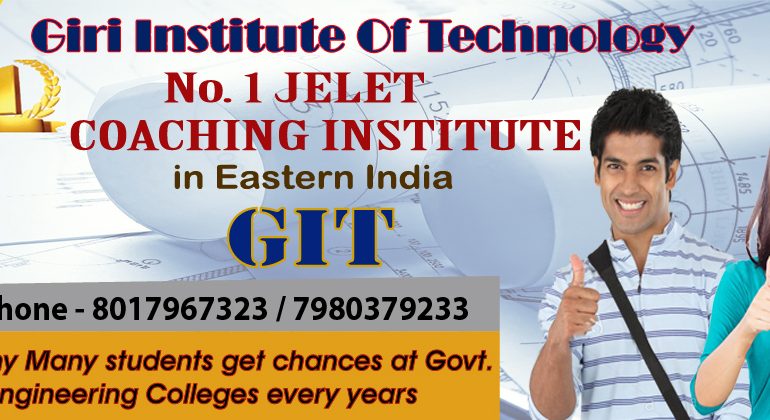 Giri Institute Of Technology
No. 1 JELET
COACHING INSTITUTE
in Eastern India
GIT
hone - 8017967323 / 7980379233
y Many students get chances at Govt.
ngineering Colleges every years